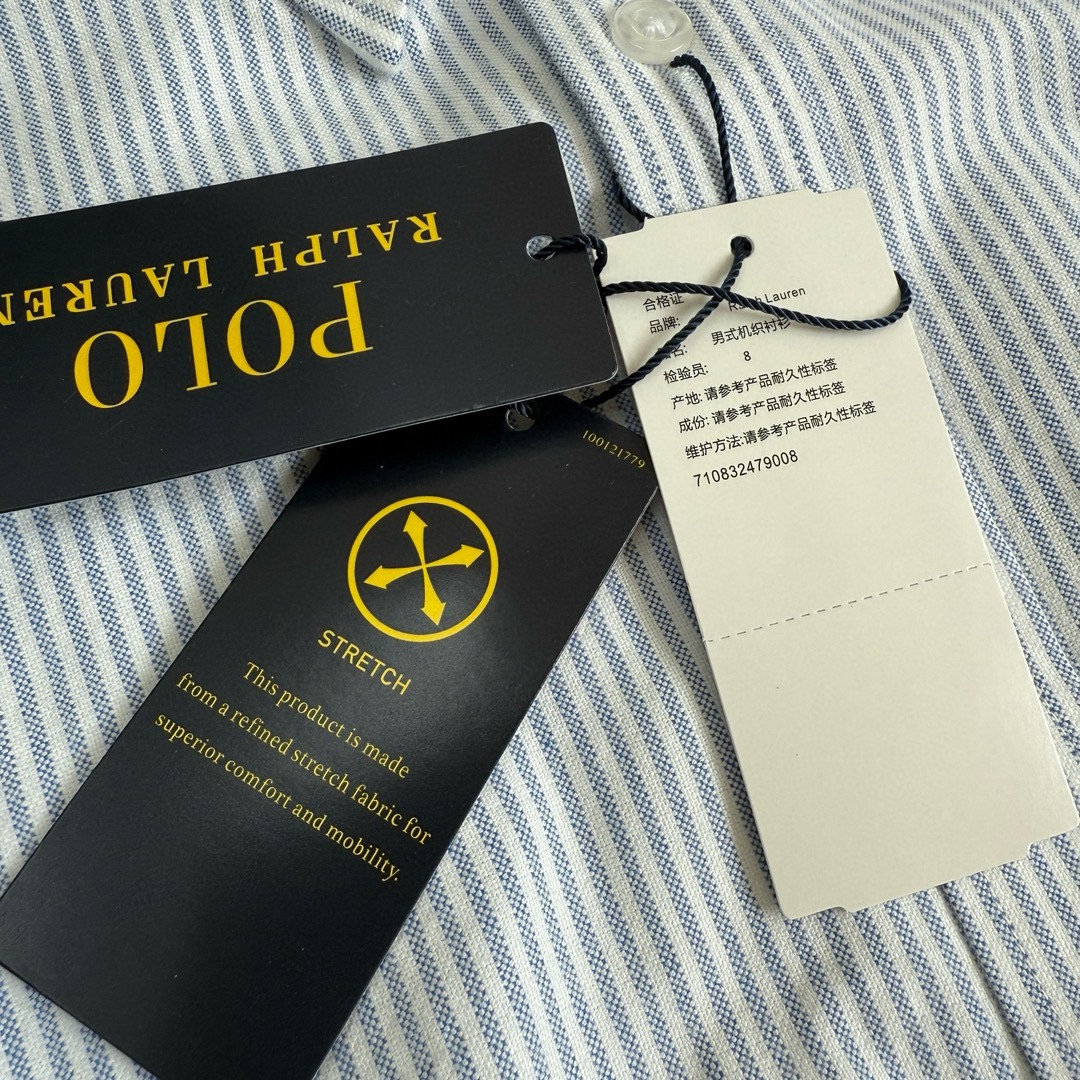 POLO
RALPH LAUREN
100121779
STRETCH
This product is made
from a refined stretch fabric for
superior comfort and mobility.
合格证
品牌: Lauren
男式机织衬衫
检验员: 8
产地:请参考产品耐久性标签
成份:请参考产品耐久性标签
维护方法:请参考产品耐久性标签
710832479008